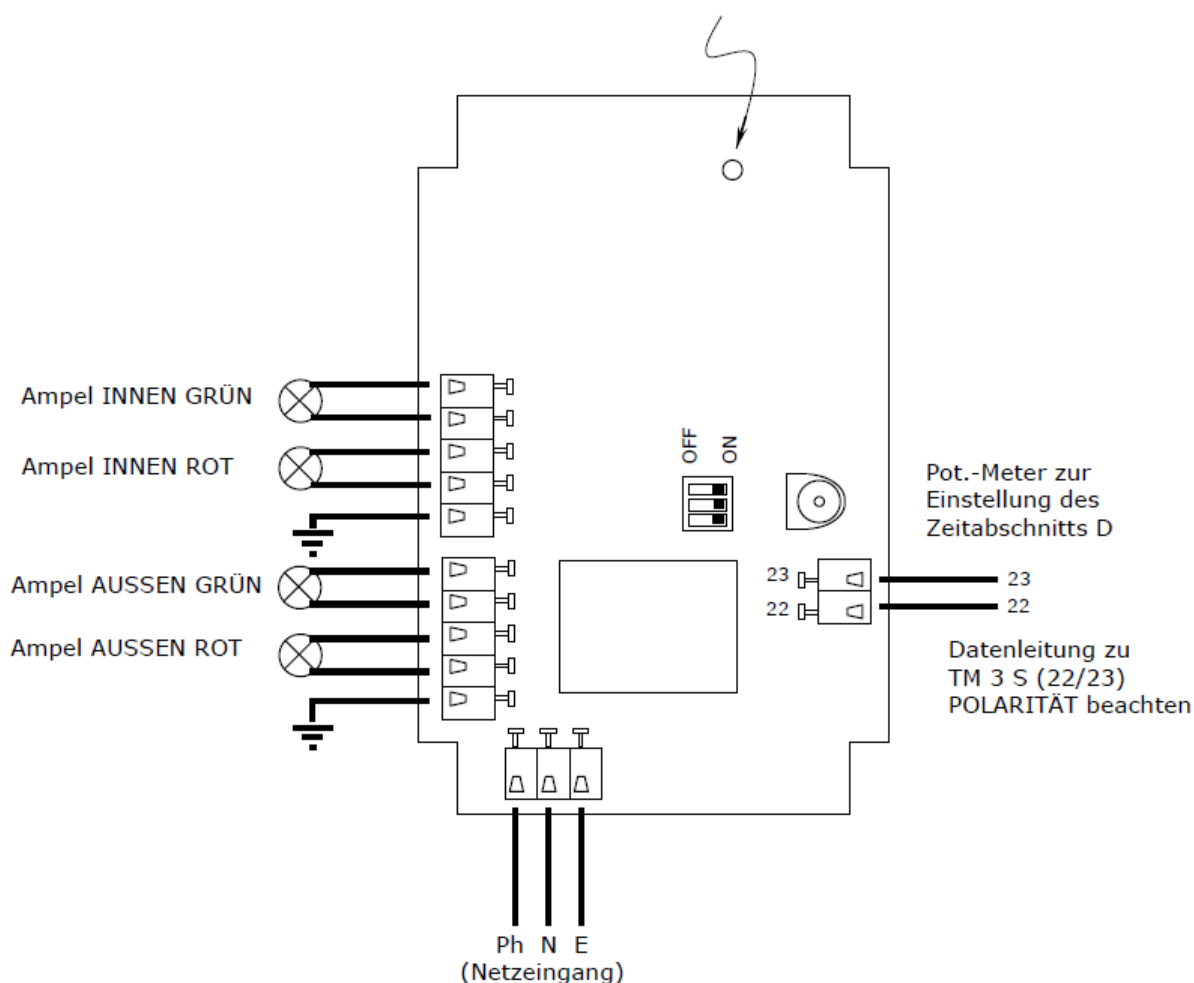 Ampel INNEN GRÜN
Ampel INNEN ROT
Ampel AUSSEN GRÜN
Ampel AUSSEN ROT
OFF
ON
Pot.-Meter zur
Einstellung des
Zeitabschnitts D
23
22
23
22
Datenleitung zu
TM 3 S (22/23)
POLARITÄT beachten
Ph N E
(Netzeingang)